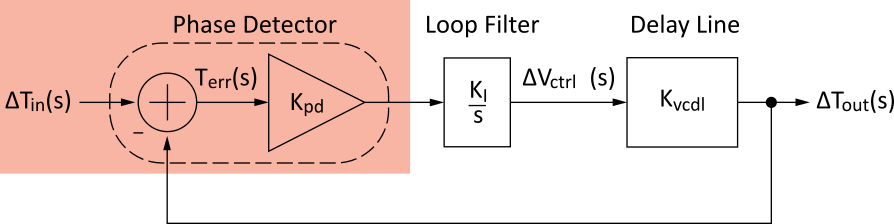 Phase Detector Loop Filter Delay Line
ΔTin(s) Terr(s) ΔVctrl (s) ΔTout(s)
+ Kpd KI Kvcdl
s
−